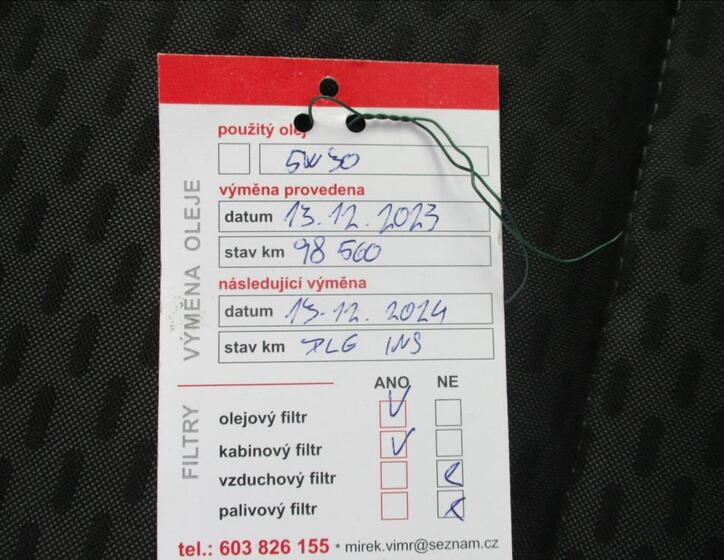 použitý olej
5W30
výměna provedena
datum 13.12.2023
stav km 98 560
následující výměna
datum 13.12.2024
stav km DLE INS
VÝMĚNA OLEJE
ANO NE
olejový filtr
kabinový filtr
vzduchový filtr
palivový filtr
FILTRY
tel.: 603 826 155 * mirek.vimr@seznam.cz